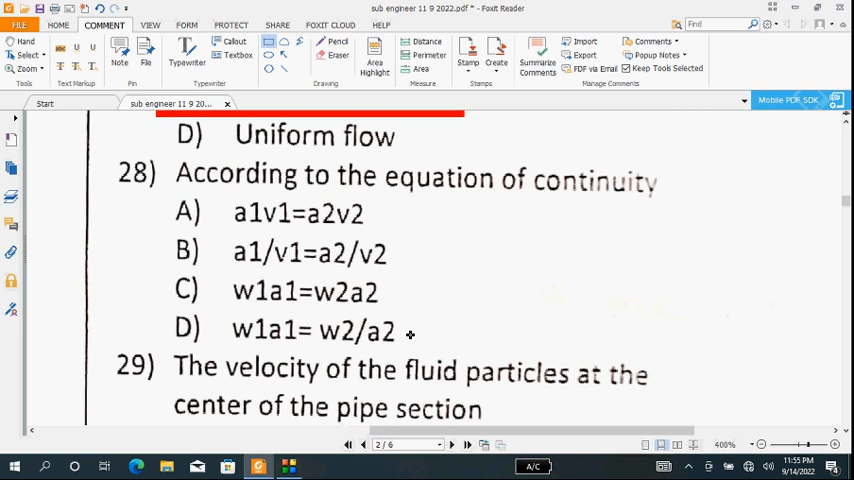 sub engineer 11 9 2022.pdf * - Foxit Reader
FILE HOME COMMENT VIEW FORM PROTECT SHARE FOXIT CLOUD HELP
Find
Hand
Select
Zoom
Tools
Text Markup
Note
File
Pin
Typewriter
Callout
Textbox
Typewriter
Pencil
Eraser
Area
Highlight
Drawing
Distance
Perimeter
Area
Measure
Stamp
Create
Stamps
Summarize
Comments
Import
Export
FDF via Email
Comments
Popup Notes
Keep Tools Selected
Manage Comments
Start
sub engineer 11 9 202...
Mobile PDF SDK
D) Uniform flow
28) According to the equation of continuity
A) a1v1=a2v2
B) a1/v1=a2/v2
C) w1a1=w2a2
D) w1a1= w2/a2
29) The velocity of the fluid particles at the
center of the pipe section
2 / 6
400%
A/C
11:55 PM
9/14/2022
4